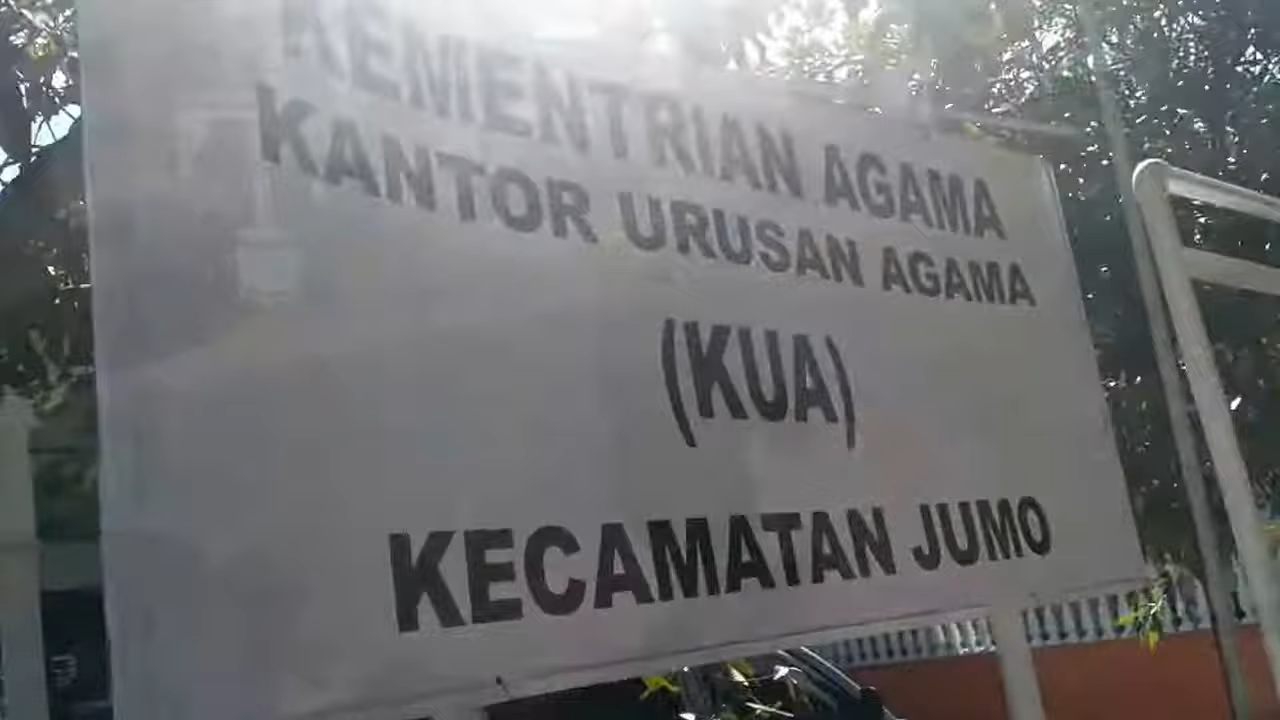 KEMENTRIAN AGAMA
KANTOR URUSAN AGAMA
(KUA)
KECAMATAN JUMO